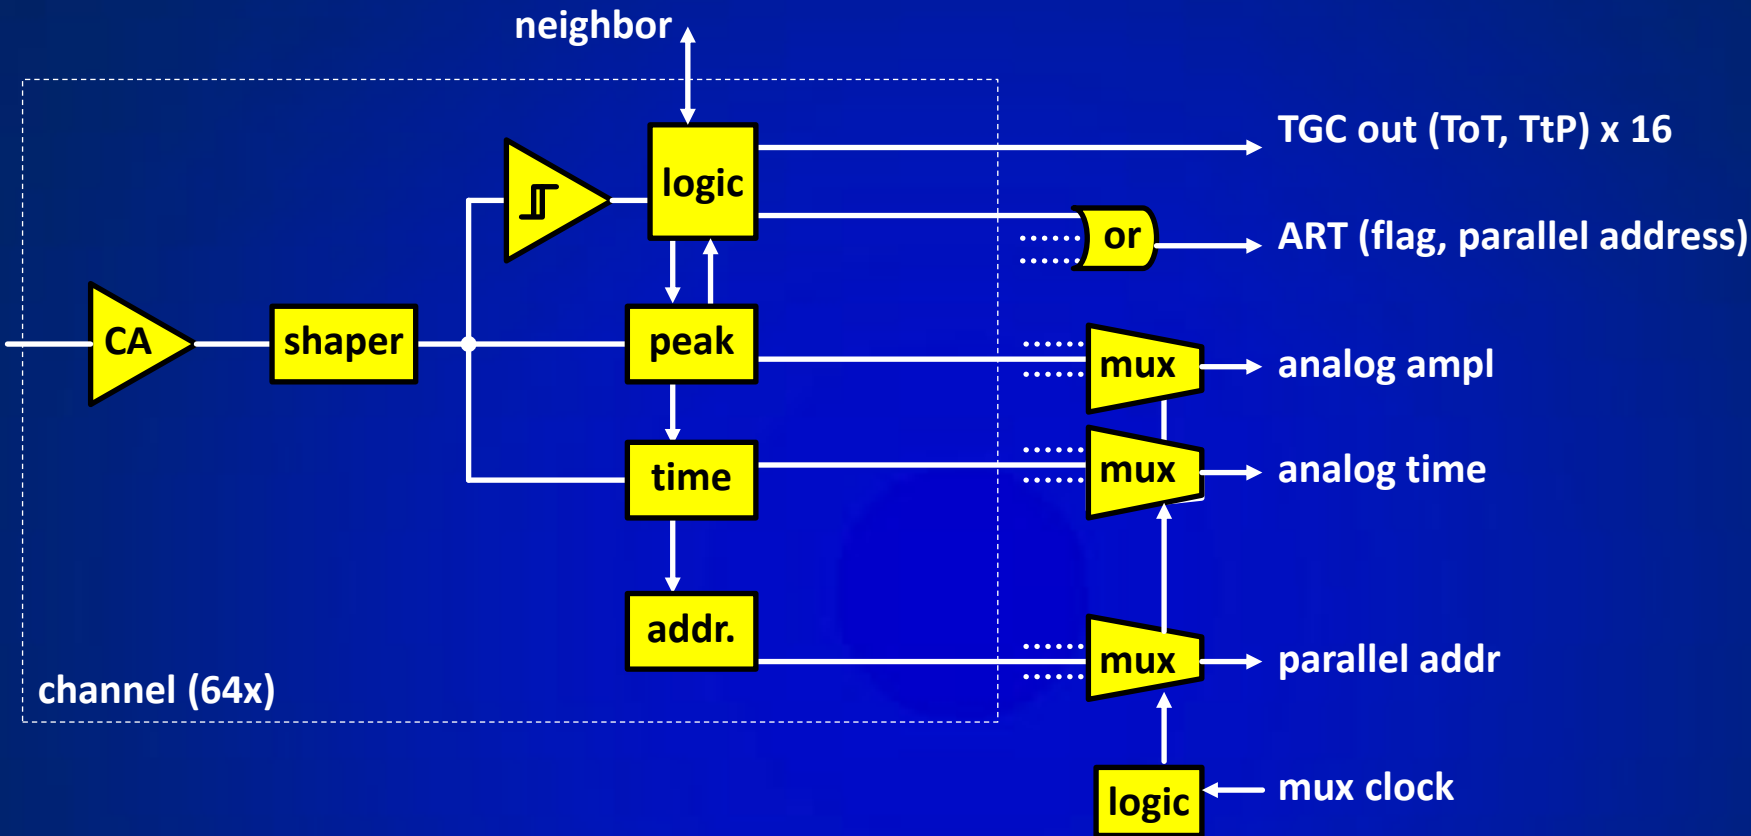 neighbor
TGC out (ToT, TtP) x 16
logic
or
ART (flag, parallel address)
CA
shaper
peak
mux
analog ampl
time
mux
analog time
addr.
mux
parallel addr
channel (64x)
logic
mux clock